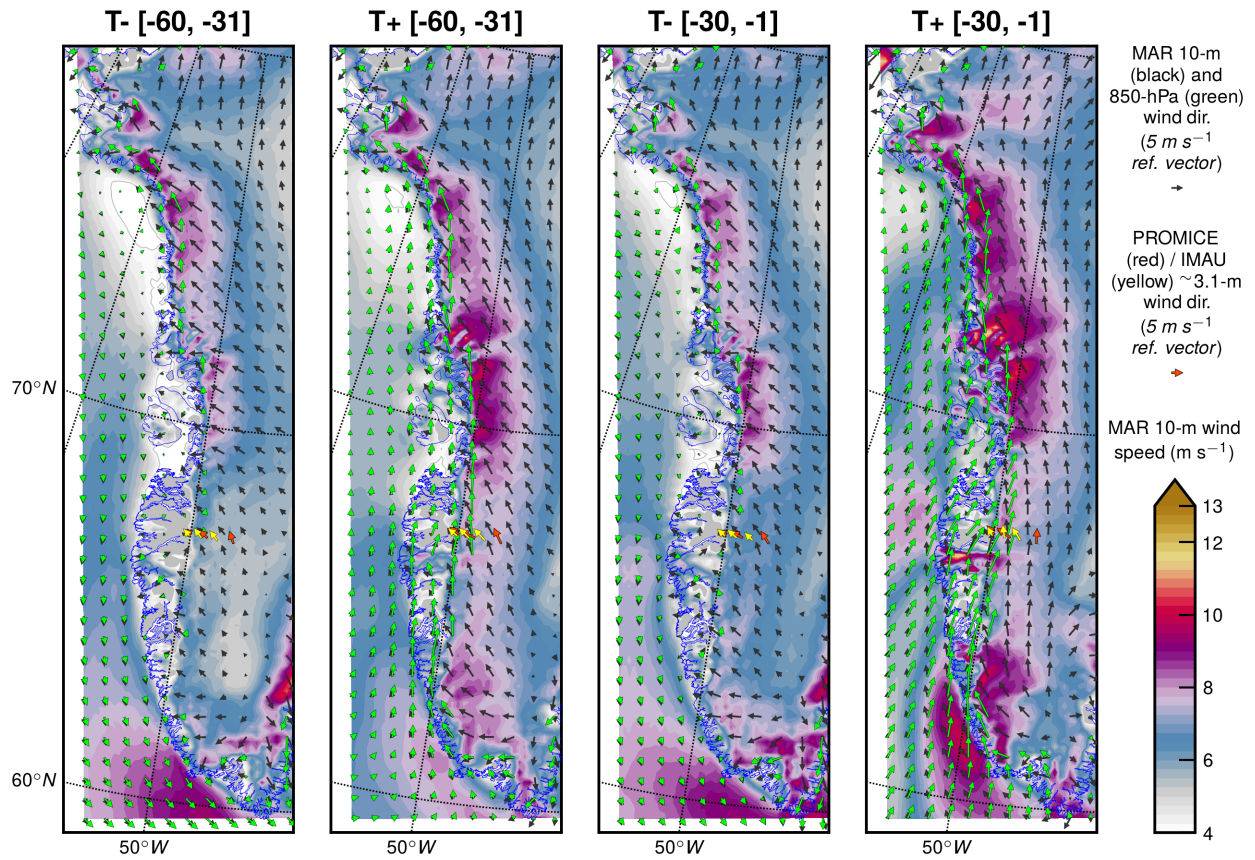 T- [-60, -31]
T+ [-60, -31]
T- [-30, -1]
T+ [-30, -1]
MAR 10-m
(black) and
850-hPa (green)
wind dir.
(5 m s−1
ref. vector)
PROMICE
(red) / IMAU
(yellow) ~3.1-m
wind dir.
(5 m s−1
ref. vector)
MAR 10-m wind
speed (m s−1)
13
12
10
8
6
4
70°N
60°N
50°W
50°W
50°W
50°W